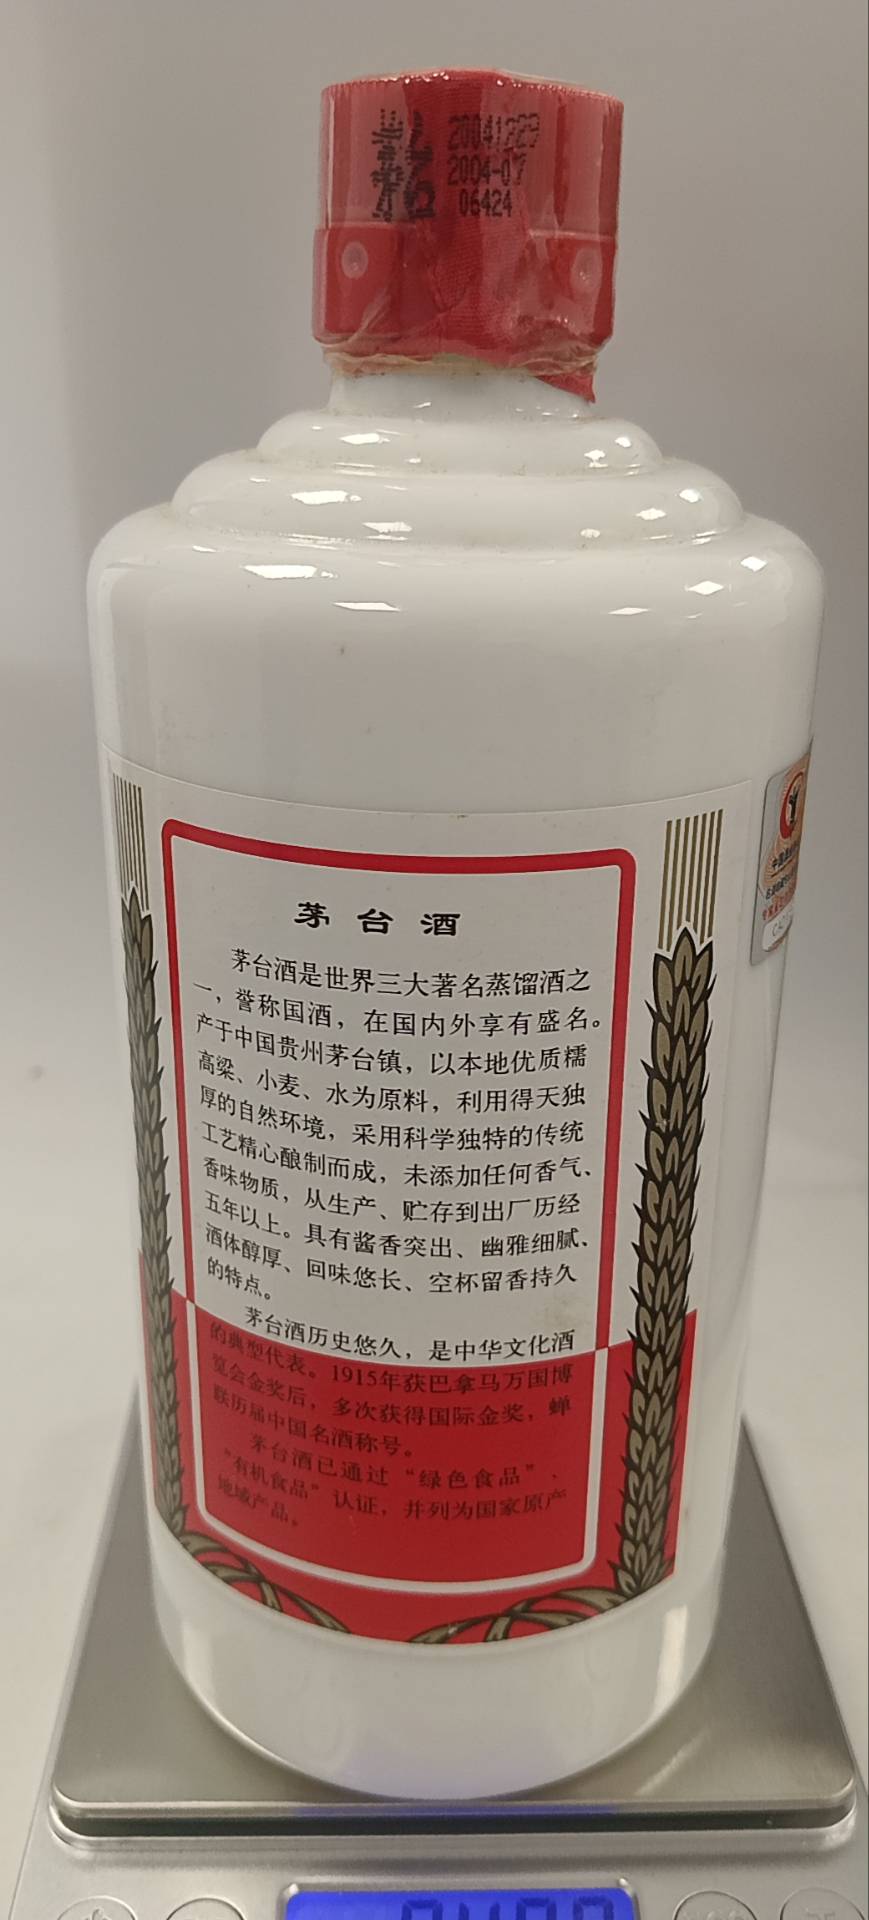 20041229
2004-07
06424
茅台酒
茅台酒是世界三大著名蒸馏酒之
一，誉称国酒，在国内外享有盛名。
产于中国贵州茅台镇，以本地优质糯
高粱、小麦、水为原料，利用得天独
厚的自然环境，采用科学独特的传统
工艺精心酿制而成，未添加任何香气、
香味物质，从生产、贮存到出厂历经
五年以上。具有酱香突出、幽雅细腻、
酒体醇厚、回味悠长、空杯留香持久
的特点。
茅台酒历史悠久，是中华文化酒
的典型代表。1915年获巴拿马万国博
览会金奖后，多次获得国际金奖，蝉
联历届中国名酒称号。
茅台酒已通过“绿色食品”、
“有机食品”认证，并列为国家原产
地域产品。